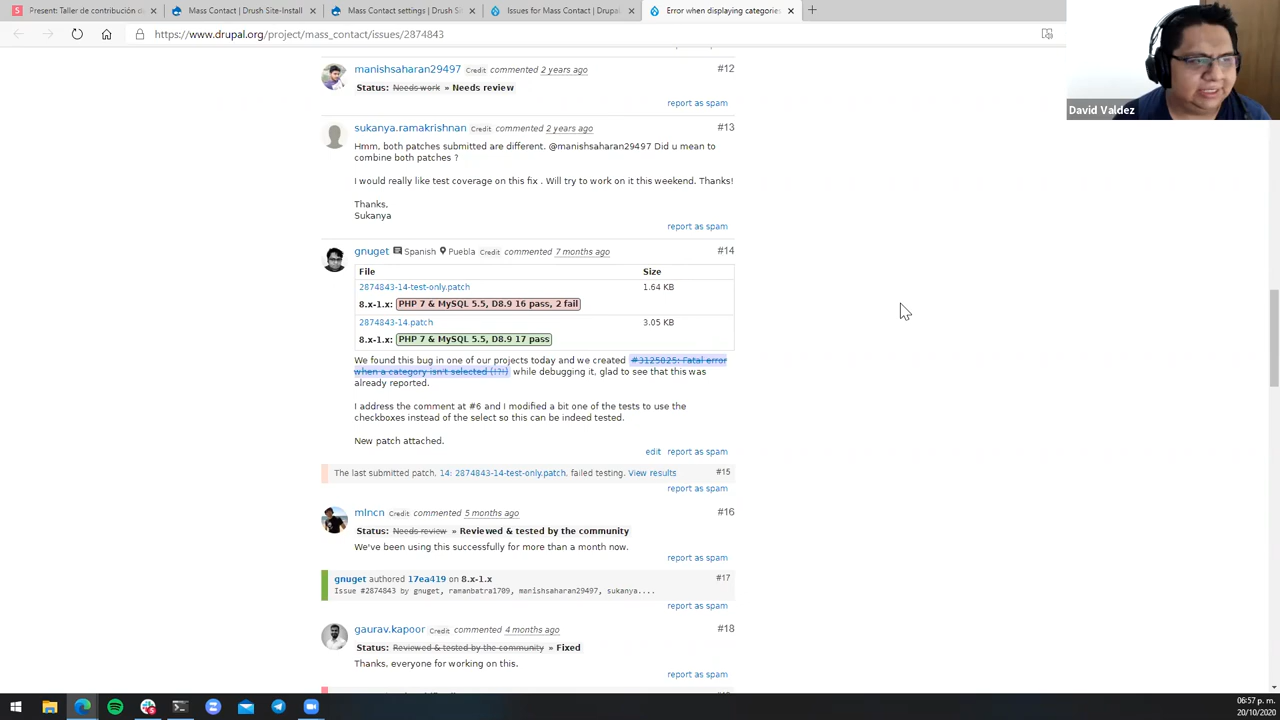 Present: Taller de contribución d
Mass Contact | Drush Site-Install
Mass Contact settings | Drush S
Issues for Mass Contact | Drupal
Error when displaying categorie
https://www.drupal.org/project/mass_contact/issues/2874843
David Valdez
manishsaharan29497 Credit commented 2 years ago #12
Status: Needs work » Needs review
report as spam
sukanya.ramakrishnan Credit commented 2 years ago #13
Hmm, both patches submitted are different. @manishsaharan29497 Did u mean to
combine both patches ?
I would really like test coverage on this fix . Will try to work on it this weekend. Thanks!
Thanks,
Sukanya
report as spam
gnuget Spanish Puebla Credit commented 7 months ago #14
File Size
2874843-14-test-only.patch 1.64 KB
8.x-1.x: PHP 7 & MySQL 5.5, D8.9 16 pass, 2 fail
2874843-14.patch 3.05 KB
8.x-1.x: PHP 7 & MySQL 5.5, D8.9 17 pass
We found this bug in one of our projects today and we created #3125025: Fatal error
when a category isn't selected (!?!) while debugging it, glad to see that this was
already reported.
I address the comment at #6 and I modified a bit one of the tests to use the
checkboxes instead of the select so this can be indeed tested.
New patch attached.
edit report as spam
The last submitted patch, 14: 2874843-14-test-only.patch, failed testing. View results #15
report as spam
mlncn Credit commented 5 months ago #16
Status: Needs review » Reviewed & tested by the community
We've been using this successfully for more than a month now.
report as spam
gnuget authored 17ea419 on 8.x-1.x #17
Issue #2874843 by gnuget, ramanbatra1709, manishsaharan29497, sukanya....
report as spam
gaurav.kapoor Credit commented 4 months ago #18
Status: Reviewed & tested by the community » Fixed
Thanks, everyone for working on this.
report as spam
06:57 p. m.
20/10/2020